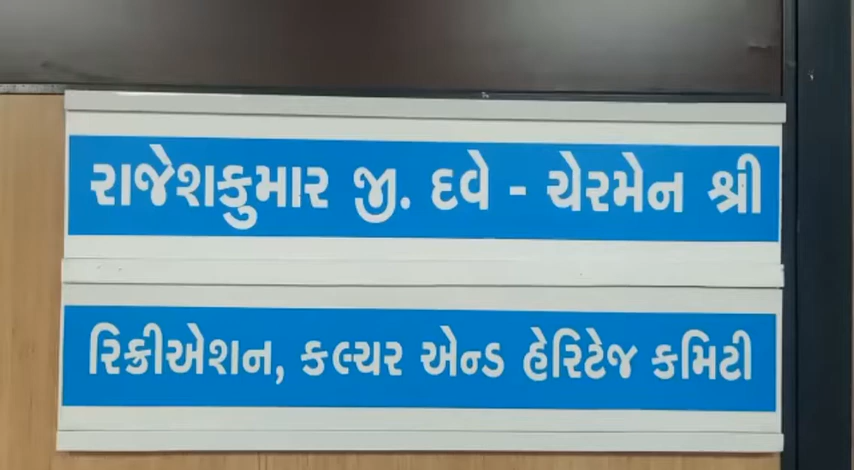 રાજેશકુમાર જી. દવે - ચેરમેન શ્રી
રિક્રીએશન, કલ્ચર એન્ડ હેરિટેજ કમિટી